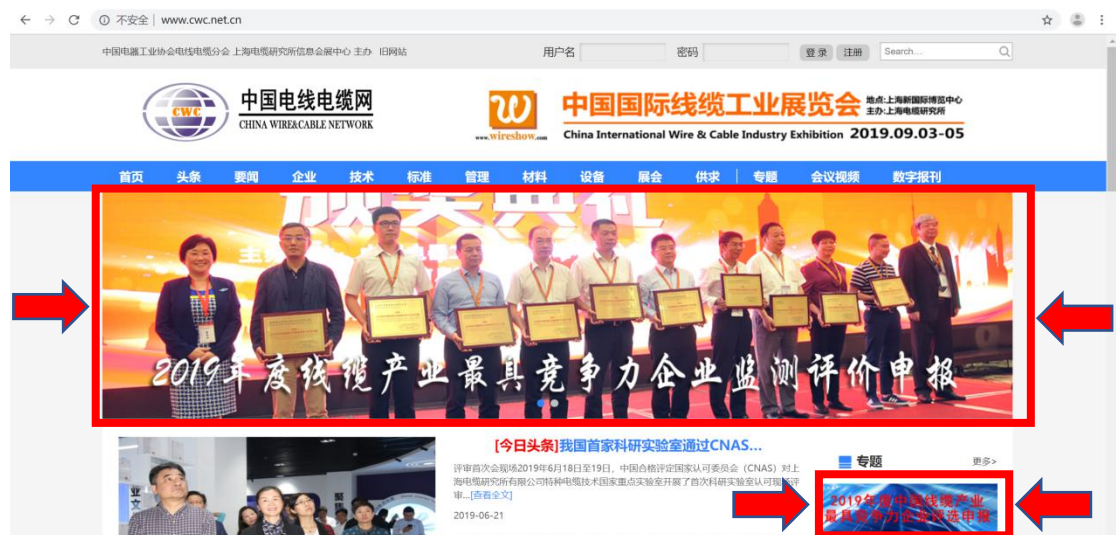 不安全 | www.cwc.net.cn
中国电器工业协会电线电缆分会 上海电缆研究所信息会展中心 主办 旧网站
用户名 密码 登录 注册 Search...
CWC
中国电线电缆网
CHINA WIRE&CABLE NETWORK
www.wireshow.com
中国国际线缆工业展览会
地点:上海新国际博览中心
主办:上海电缆研究所
China International Wire & Cable Industry Exhibition 2019.09.03-05
首页 头条 要闻 企业 技术 标准 管理 材料 设备 展会 供求 | 专题 会议视频 数字报刊
颁奖典礼
2019年度线缆产业最具竞争力企业监测评价申报
[今日头条]我国首家科研实验室通过CNAS...
评审首次会现场2019年6月18日至19日，中国合格评定国家认可委员会（CNAS）对上
海电缆研究所有限公司特种电缆技术国家重点实验室开展了首次科研实验室认可现场评
审...[查看全文]
2019-06-21
专题 更多>
2019年度中国线缆产业
最具竞争力企业评选申报